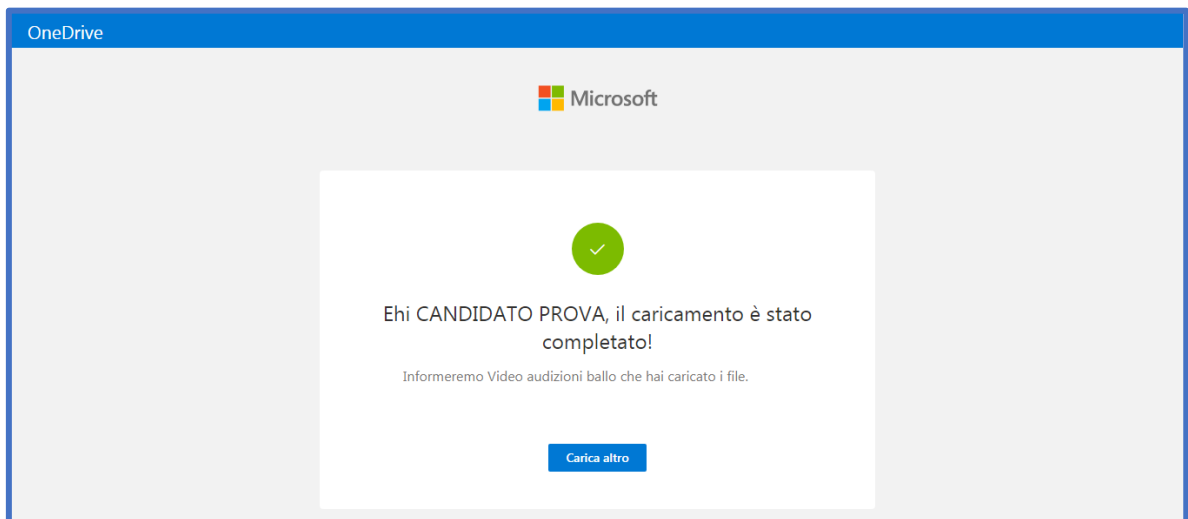 OneDrive
Microsoft
Ehi CANDIDATO PROVA, il caricamento è stato
completato!
Informeremo Video audizioni ballo che hai caricato i file.
Carica altro